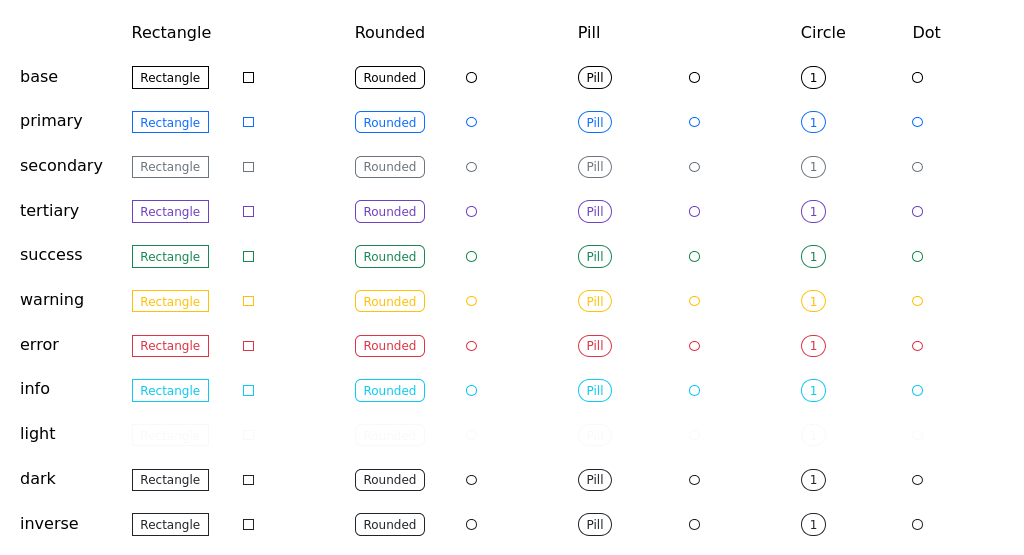 Rectangle Rounded Pill Circle Dot
base Rectangle Rounded Pill 1
primary Rectangle Rounded Pill 1
secondary Rectangle Rounded Pill 1
tertiary Rectangle Rounded Pill 1
success Rectangle Rounded Pill 1
warning Rectangle Rounded Pill 1
error Rectangle Rounded Pill 1
info Rectangle Rounded Pill 1
light Rectangle Rounded Pill 1
dark Rectangle Rounded Pill 1
inverse Rectangle Rounded Pill 1